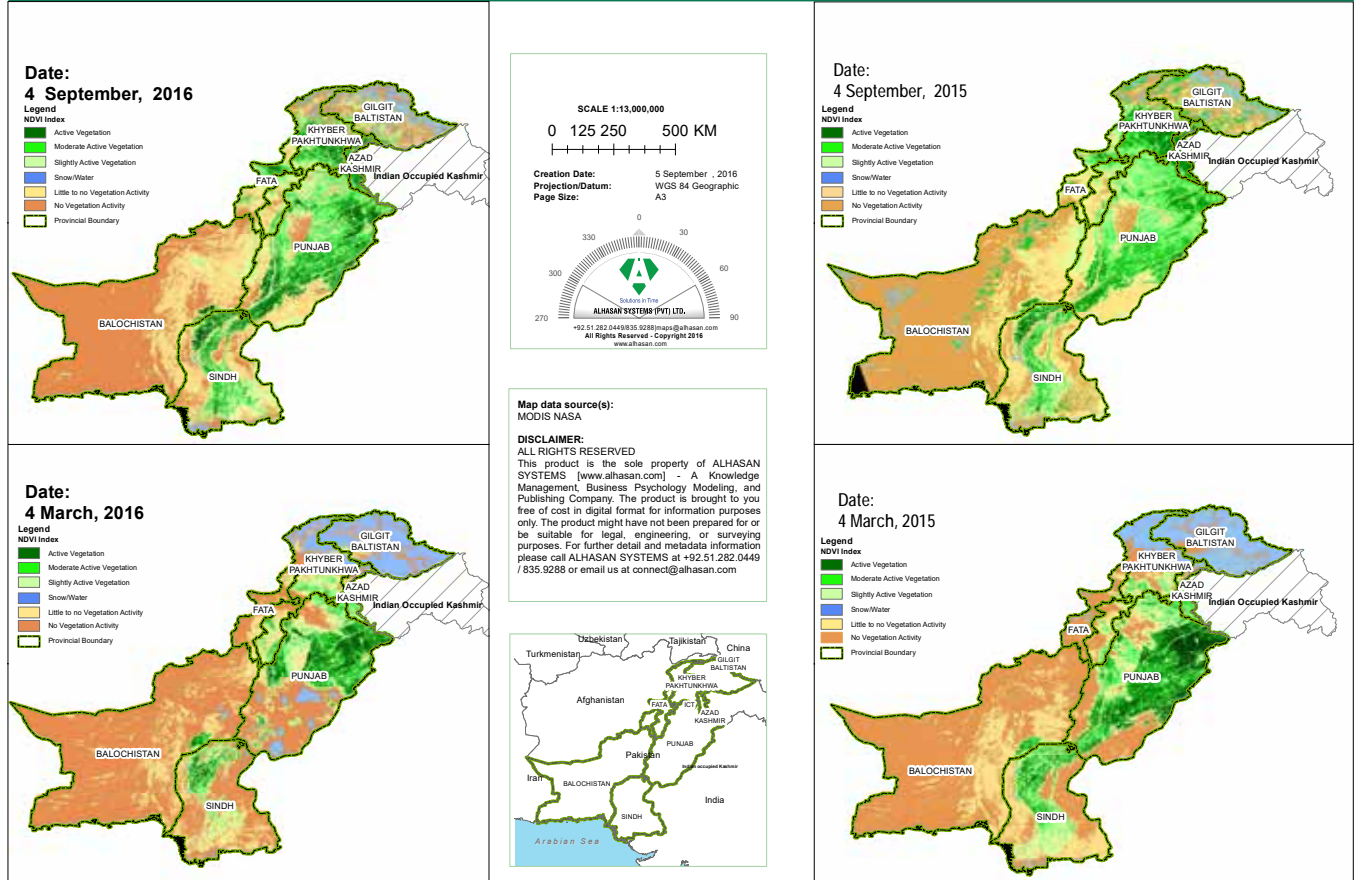 Date:
4 September, 2016
Legend
NDVI Index
Active Vegetation
Moderate Active Vegetation
Slightly Active Vegetation
Snow/Water
Little to no Vegetation Activity
No Vegetation Activity
Provincial Boundary
GILGIT
BALTISTAN
KHYBER
PAKHTUNKHWA
AZAD
KASHMIR
Indian Occupied Kashmir
FATA
PUNJAB
BALOCHISTAN
SINDH
SCALE 1:13,000,000
0 125 250 500 KM
Creation Date: 5 September , 2016
Projection/Datum: WGS 84 Geographic
Page Size: A3
0
330 30
300 60
270 90
Solutions in Time
ALHASAN SYSTEMS (PVT) LTD.
+92.51.282.0449/835.9288|maps@alhasan.com
All Rights Reserved - Copyright 2016
www.alhasan.com
Date:
4 September, 2015
Legend
NDVI Index
Active Vegetation
Moderate Active Vegetation
Slightly Active Vegetation
Snow/Water
Little to no Vegetation Activity
No Vegetation Activity
Provincial Boundary
GILGIT
BALTISTAN
KHYBER
PAKHTUNKHWA
AZAD
KASHMIR
Indian Occupied Kashmir
FATA
PUNJAB
BALOCHISTAN
SINDH
Map data source(s):
MODIS NASA
DISCLAIMER:
ALL RIGHTS RESERVED
This product is the sole property of ALHASAN
SYSTEMS [www.alhasan.com] - A Knowledge
Management, Business Psychology Modeling, and
Publishing Company. The product is brought to you
free of cost in digital format for information purposes
only. The product might have not been prepared for or
be suitable for legal, engineering, or surveying
purposes. For further detail and metadata information
please call ALHASAN SYSTEMS at +92.51.282.0449
/ 835.9288 or email us at connect@alhasan.com
Date:
4 March, 2016
Legend
NDVI Index
Active Vegetation
Moderate Active Vegetation
Slightly Active Vegetation
Snow/Water
Little to no Vegetation Activity
No Vegetation Activity
Provincial Boundary
GILGIT
BALTISTAN
KHYBER
PAKHTUNKHWA
AZAD
KASHMIR
Indian Occupied Kashmir
FATA
PUNJAB
BALOCHISTAN
SINDH
Uzbekistan
Tajikistan
Turkmenistan
China
GILGIT
BALTISTAN
KHYBER
PAKHTUNKHWA
Afghanistan
FATA
ICT
AZAD
KASHMIR
PUNJAB
Pakistan
Indian occupied Kashmir
Iran
BALOCHISTAN
India
SINDH
Arabian Sea
Date:
4 March, 2015
Legend
NDVI Index
Active Vegetation
Moderate Active Vegetation
Slightly Active Vegetation
Snow/Water
Little to no Vegetation Activity
No Vegetation Activity
Provincial Boundary
GILGIT
BALTISTAN
KHYBER
PAKHTUNKHWA
AZAD
KASHMIR
Indian Occupied Kashmir
FATA
PUNJAB
BALOCHISTAN
SINDH